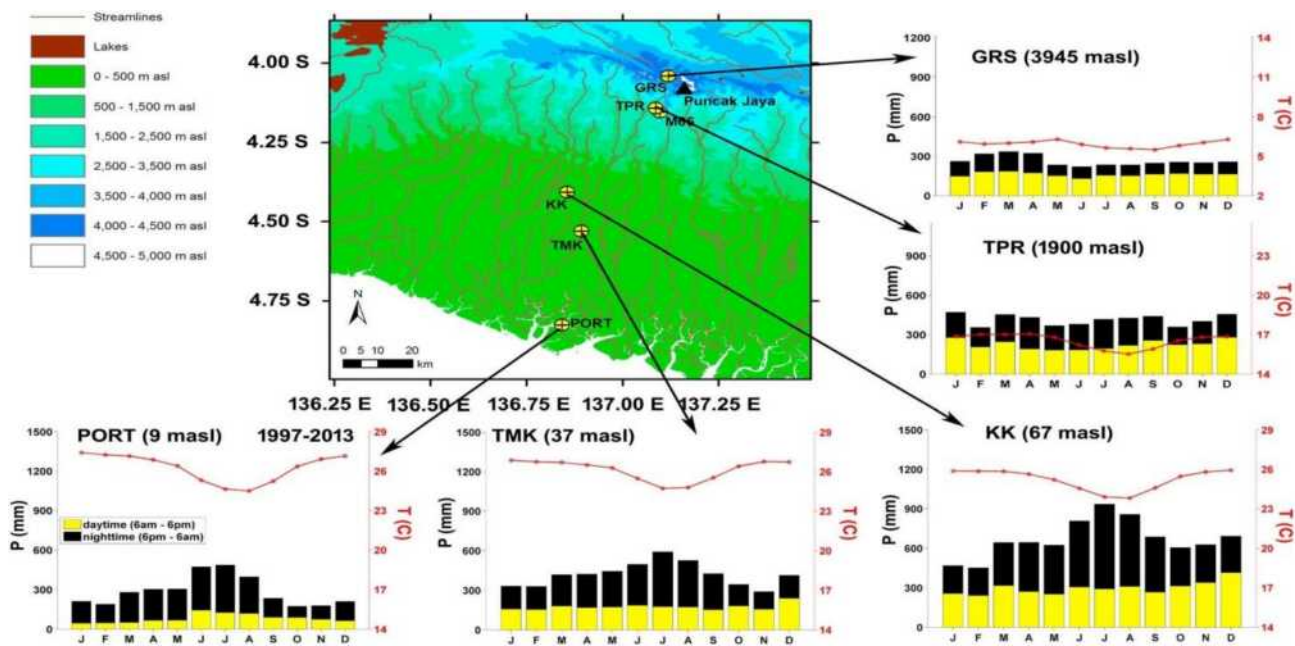 Streamlines
Lakes
0 - 500 m asl
500 - 1,500 m asl
1,500 - 2,500 m asl
2,500 - 3,500 m asl
3,500 - 4,000 m asl
4,000 - 4,500 m asl
4,500 - 5,000 m asl
4.00 S
4.25 S
4.50 S
4.75 S
GRS
Puncak Jaya
TPR
KK
TMK
PORT
N
0 5 10 20
km
136.25 E 136.50 E 136.75 E 137.00 E 137.25 E
GRS (3945 masl)
1200
900
600
300
0
P (mm)
14
11
8
5
2
T (C)
J F M A M J J A S O N D
TPR (1900 masl)
900
600
300
0
P (mm)
23
20
17
14
T (C)
J F M A M J J A S O N D
PORT (9 masl) 1997-2013
1500
1200
900
600
300
0
P (mm)
daytime (6am - 6pm)
nighttime (6pm - 6am)
29
26
23
20
17
14
T (C)
J F M A M J J A S O N D
TMK (37 masl)
1500
1200
900
600
300
0
P (mm)
29
26
23
20
17
14
T (C)
J F M A M J J A S O N D
KK (67 masl)
1500
1200
900
600
300
0
P (mm)
29
26
23
20
17
14
T (C)
J F M A M J J A S O N D